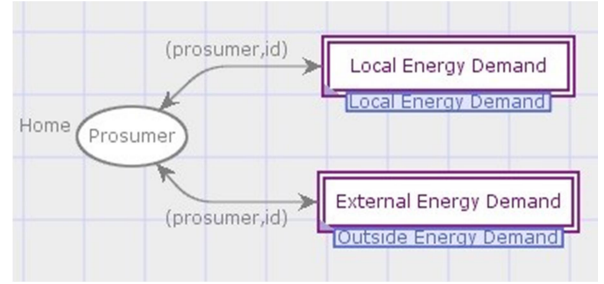 (prosumer,id)
Local Energy Demand
Local Energy Demand
Home
Prosumer
External Energy Demand
(prosumer,id)
Outside Energy Demand